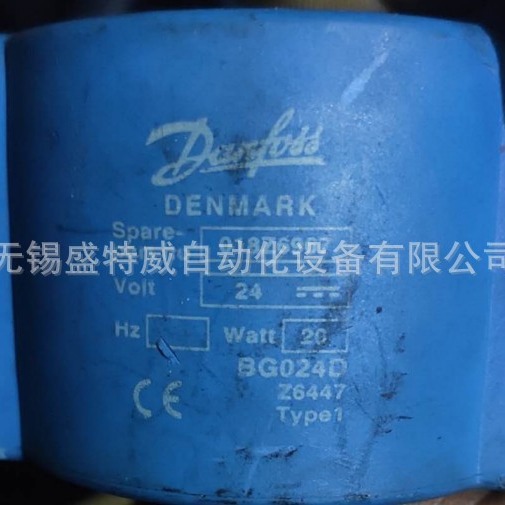 Danfoss
DENMARK
Spare-
无锡盛特威自动化设备有限公司
Volt 24
Hz Watt 20
BG024D
Z6447
CE Type1